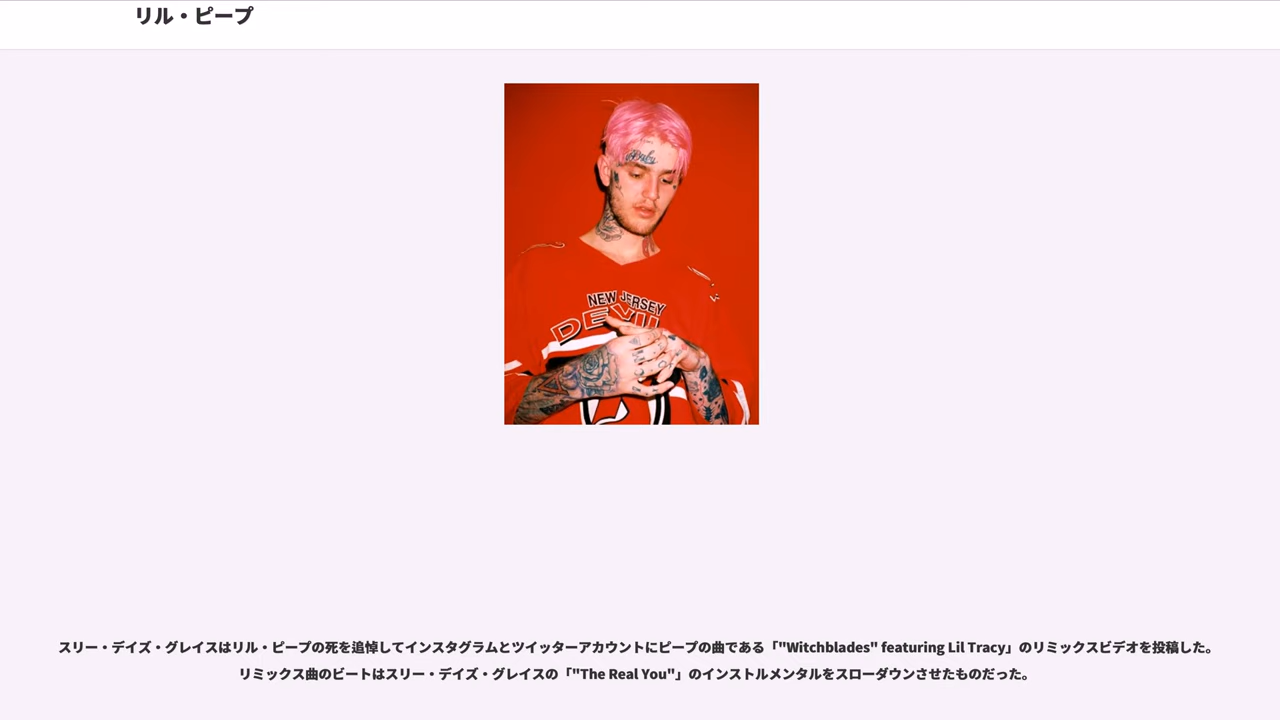 リル・ピープ
Baby
NEW JERSEY
DEVIL
スリー・デイズ・グレイスはリル・ピープの死を追悼してインスタグラムとツイッターアカウントにピープの曲である「"Witchblades" featuring Lil Tracy」のリミックスビデオを投稿した。
リミックス曲のビートはスリー・デイズ・グレイスの「"The Real You"」のインストルメンタルをスローダウンさせたものだった。